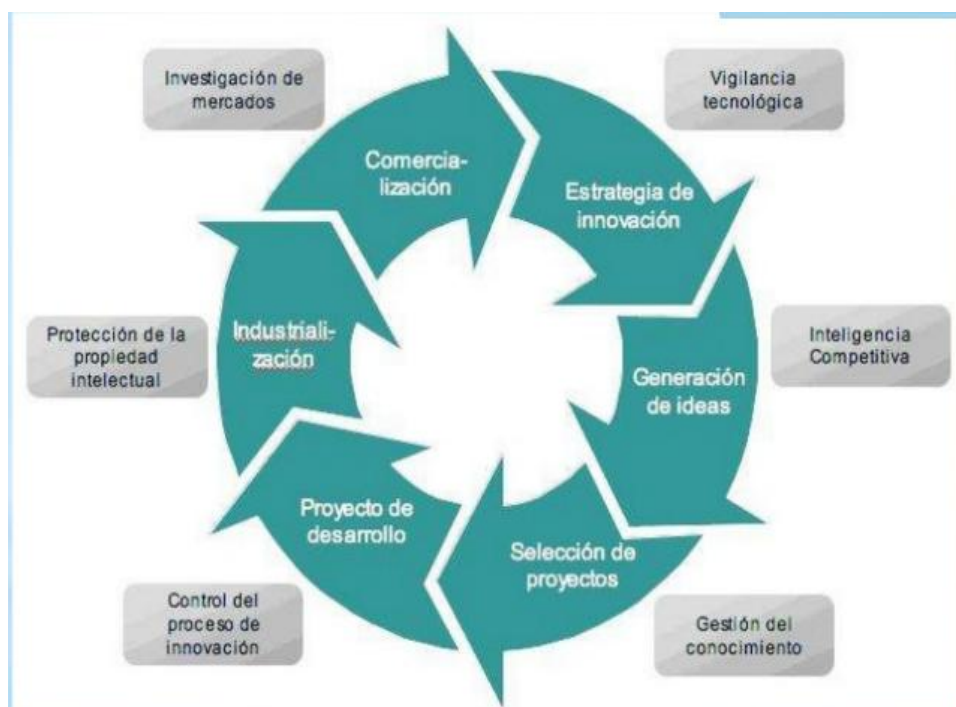 Investigación de
mercados
Vigilancia
tecnológica
Comercia-
lización
Estrategia de
innovación
Protección de la
propiedad
intelectual
Industriali-
zación
Generación
de ideas
Inteligencia
Competitiva
Proyecto de
desarrollo
Selección de
proyectos
Control del
proceso de
innovación
Gestión del
conocimiento